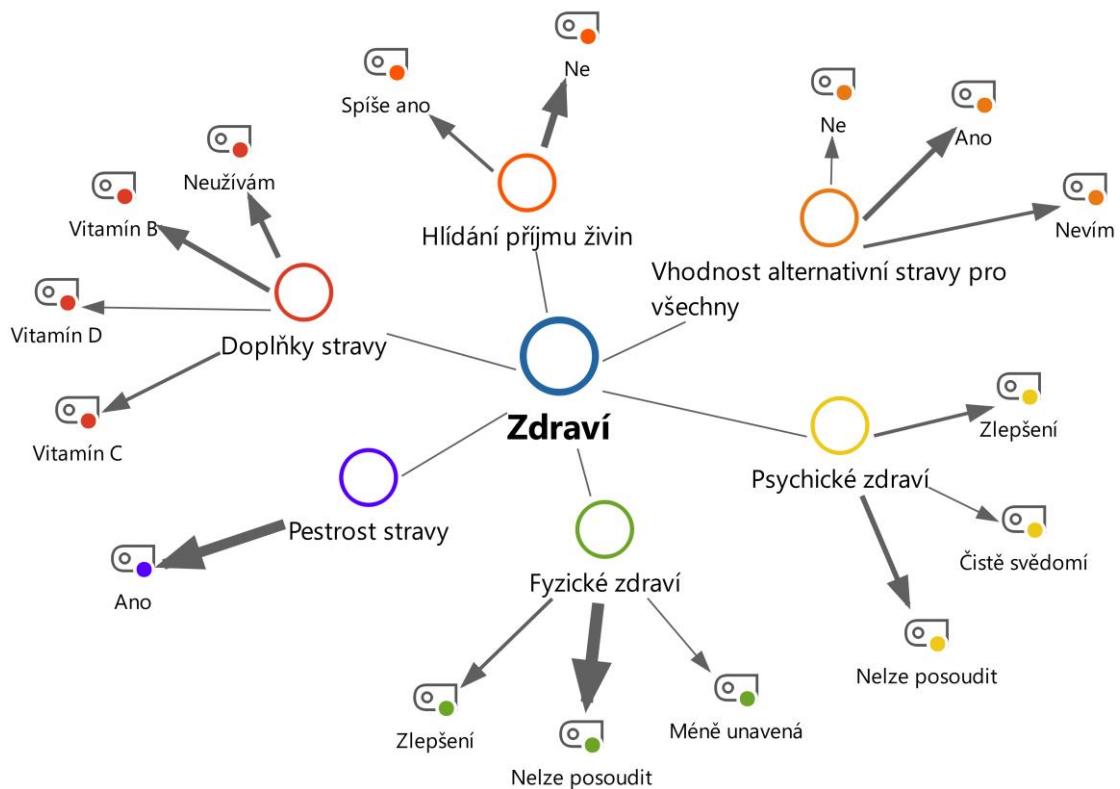 Ne
Spíše ano
Ne
Ano
Neužívám
Vitamín B
Nevím
Hlídání příjmu živin
Vhodnost alternativní stravy pro
všechny
Vitamín D
Doplňky stravy
Zdraví
Zlepšení
Vitamín C
Psychické zdraví
Pestrost stravy
Čistě svědomí
Fyzické zdraví
Ano
Nelze posoudit
Méně unavená
Zlepšení
Nelze posoudit